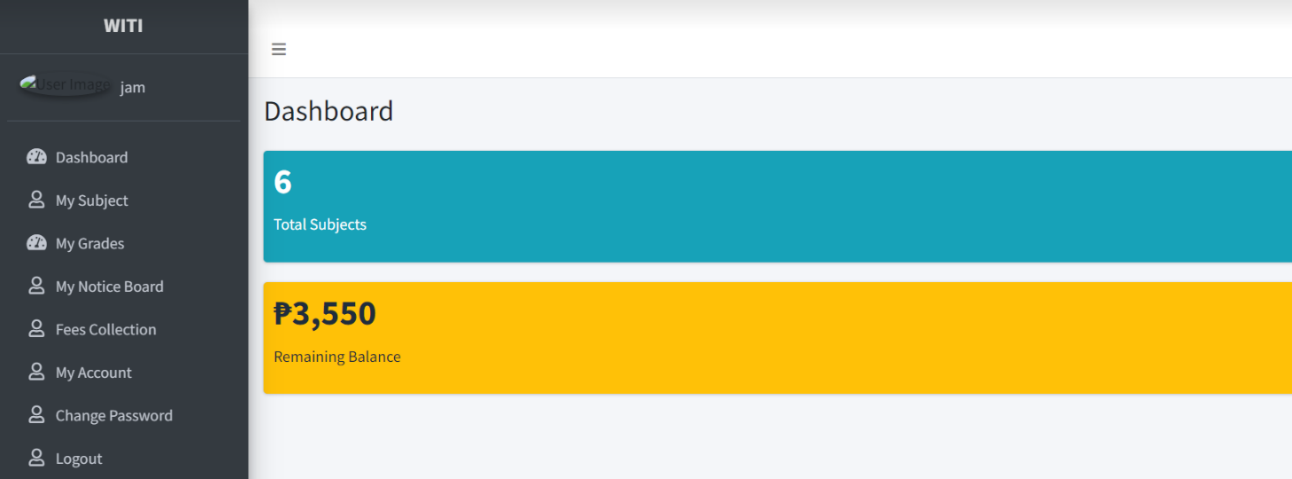 WITI
User Image
jam
Dashboard
My Subject
My Grades
My Notice Board
Fees Collection
My Account
Change Password
Logout
Dashboard
6
Total Subjects
₱3,550
Remaining Balance